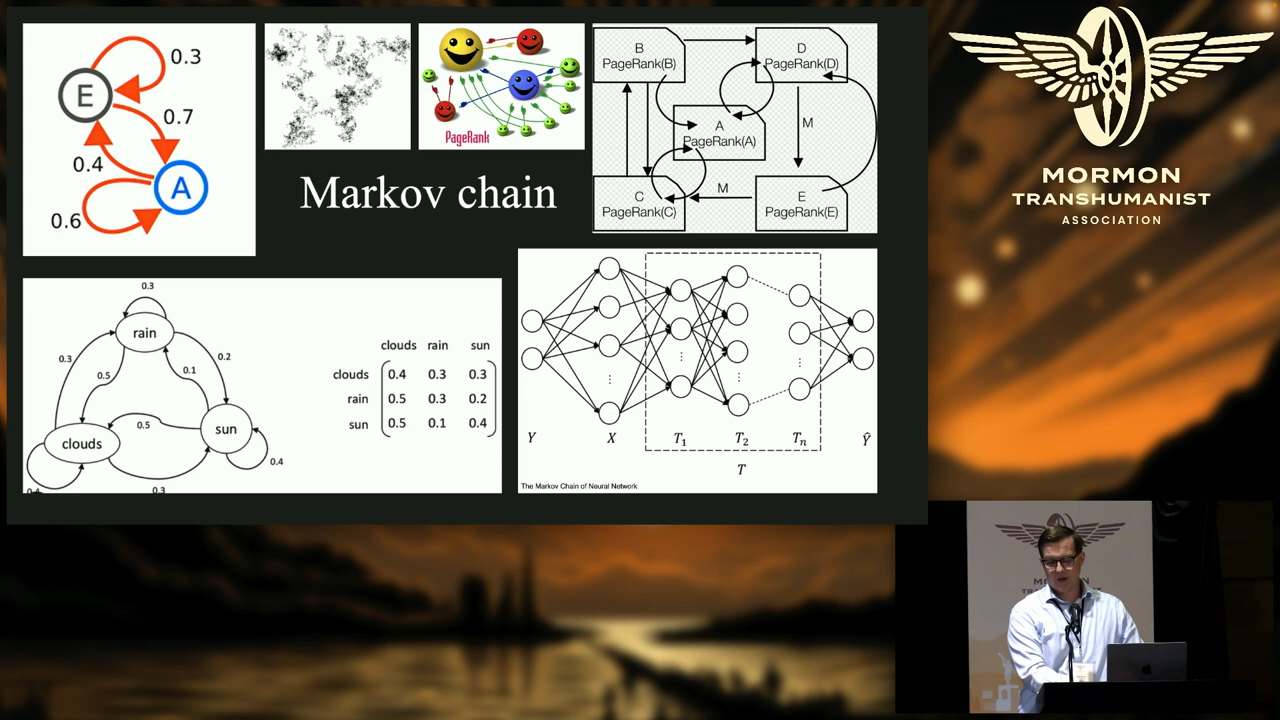 E
0.3
0.7
0.4
A
0.6
PageRank
Markov chain
B
PageRank(B)
D
PageRank(D)
A
PageRank(A)
M
C
PageRank(C)
M
E
PageRank(E)
0.3
rain
0.3
0.2
0.5
0.1
clouds
0.5
sun
0.4
0.4
0.3
clouds rain sun
clouds 0.4 0.3 0.3
rain 0.5 0.3 0.2
sun 0.5 0.1 0.4
Y X T1 T2 Tn Ŷ
T
The Markov Chain of Neural Network
MORMON
TRANSHUMANIST
ASSOCIATION